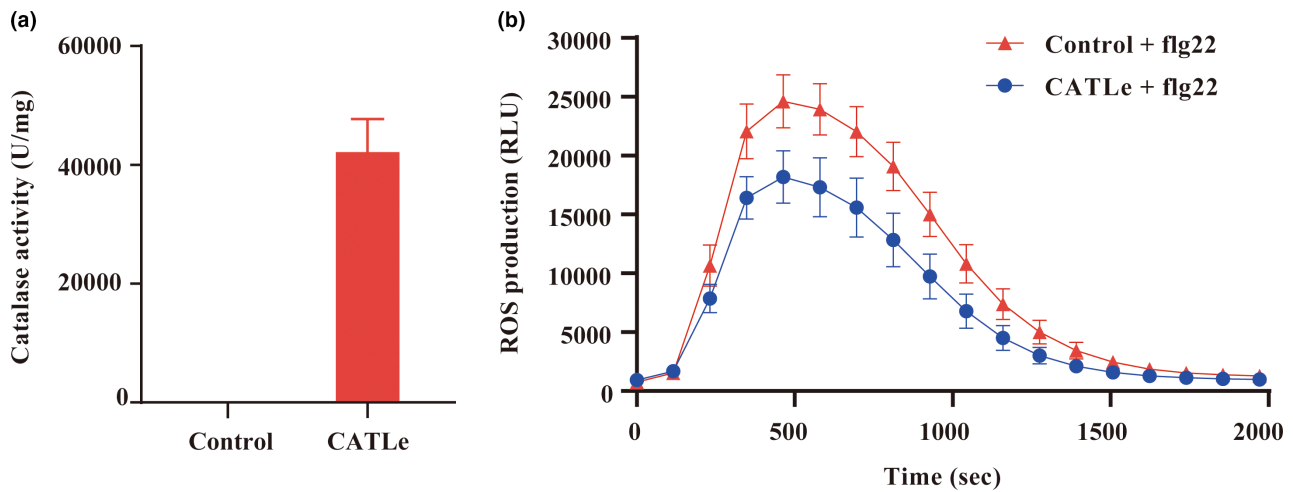 (a)
Catalase activity (U/mg)
60000
40000
20000
0
Control
CATLe
(b)
ROS production (RLU)
30000
25000
20000
15000
10000
5000
0
0
500
1000
1500
2000
Time (sec)
Control + flg22
CATLe + flg22